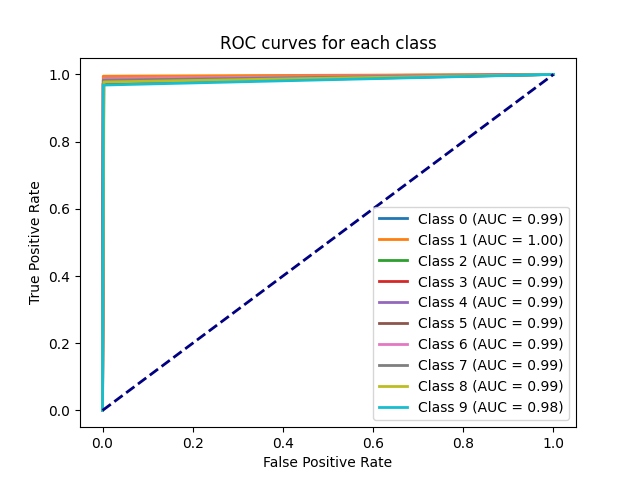 ROC curves for each class
True Positive Rate
1.0
0.8
0.6
0.4
0.2
0.0
Class 0 (AUC = 0.99)
Class 1 (AUC = 1.00)
Class 2 (AUC = 0.99)
Class 3 (AUC = 0.99)
Class 4 (AUC = 0.99)
Class 5 (AUC = 0.99)
Class 6 (AUC = 0.99)
Class 7 (AUC = 0.99)
Class 8 (AUC = 0.99)
Class 9 (AUC = 0.98)
0.0 0.2 0.4 0.6 0.8 1.0
False Positive Rate